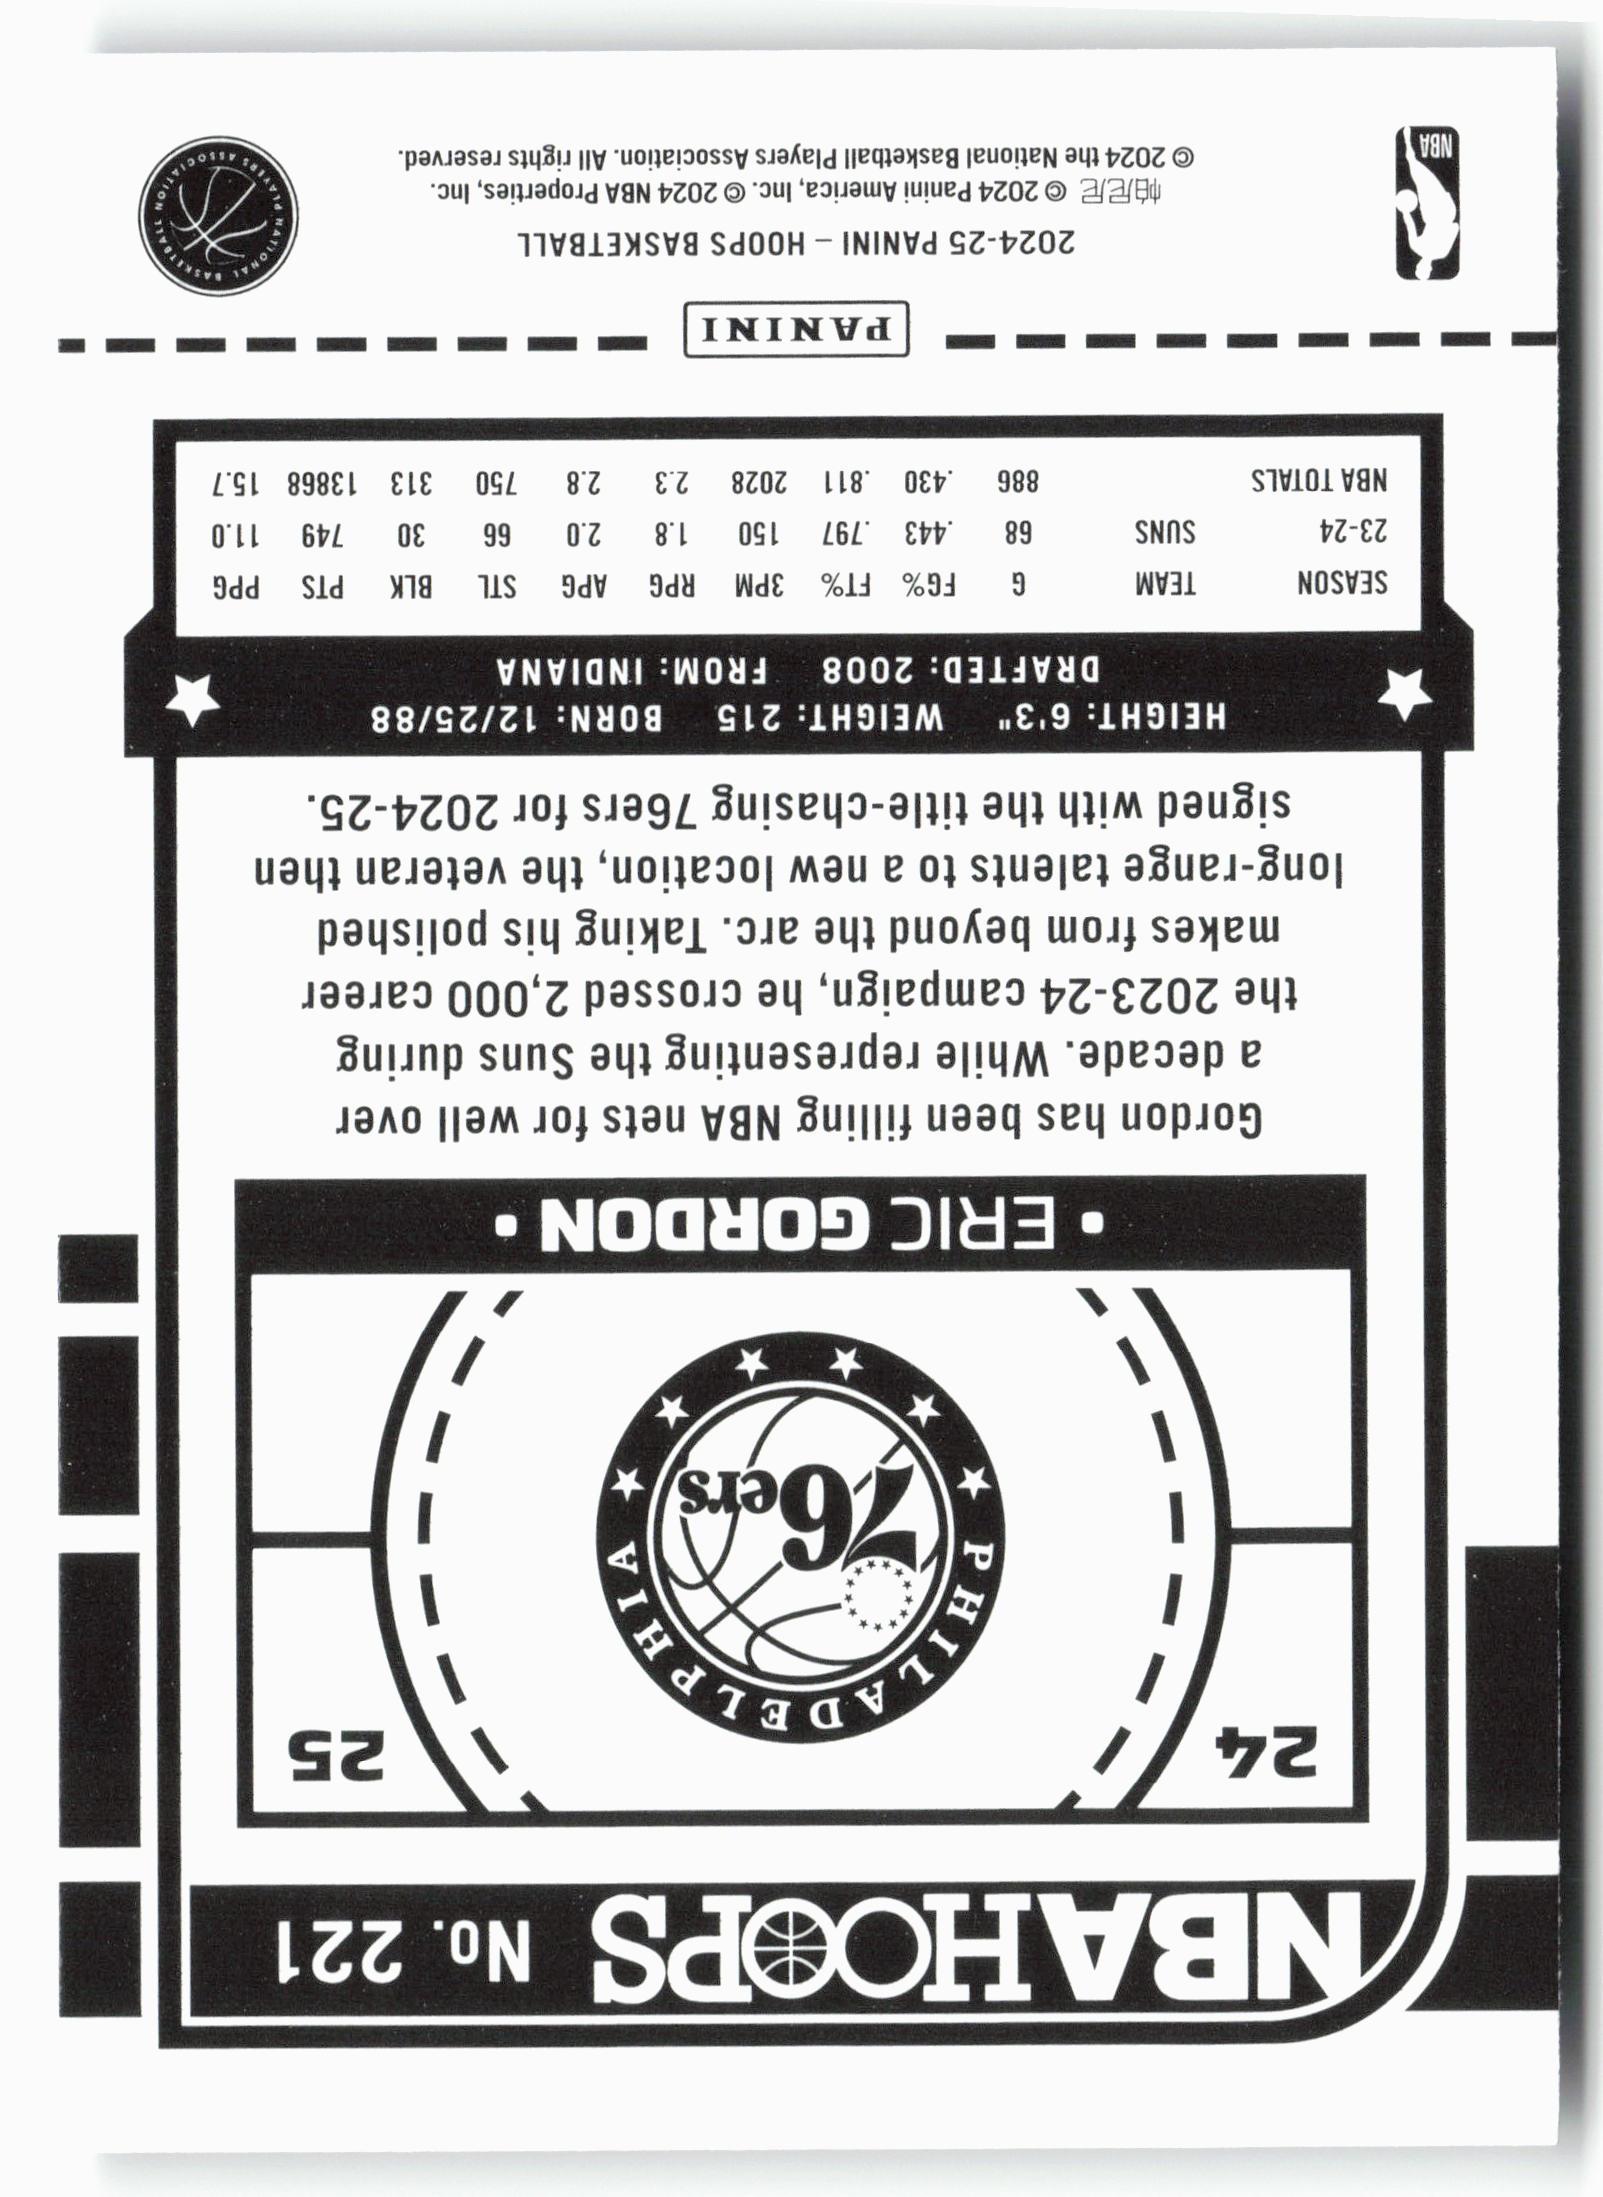 NBA HOOPS No. 221
24 25
PHILADELPHIA
76ers
• ERIC GORDON •
Gordon has been filling NBA nets for well over
a decade. While representing the Suns during
the 2023-24 campaign, he crossed 2,000 career
makes from beyond the arc. Taking his polished
long-range talents to a new location, the veteran then
signed with the title-chasing 76ers for 2024-25.
HEIGHT: 6'3" WEIGHT: 215 BORN: 12/25/88
DRAFTED: 2008 FROM: INDIANA
SEASON TEAM G FG% FT% 3PM RPG APG STL BLK PTS PPG
23-24 SUNS 68 .443 .797 150 1.8 2.0 66 30 749 11.0
NBA TOTALS 886 .430 .811 2028 2.3 2.8 750 313 13868 15.7
PANINI
2024-25 PANINI – HOOPS BASKETBALL
帕尼尼 © 2024 Panini America, Inc. © 2024 NBA Properties, Inc.
© 2024 the National Basketball Players Association. All rights reserved.
NBA
NATIONAL BASKETBALL PLAYERS ASSOCIATION